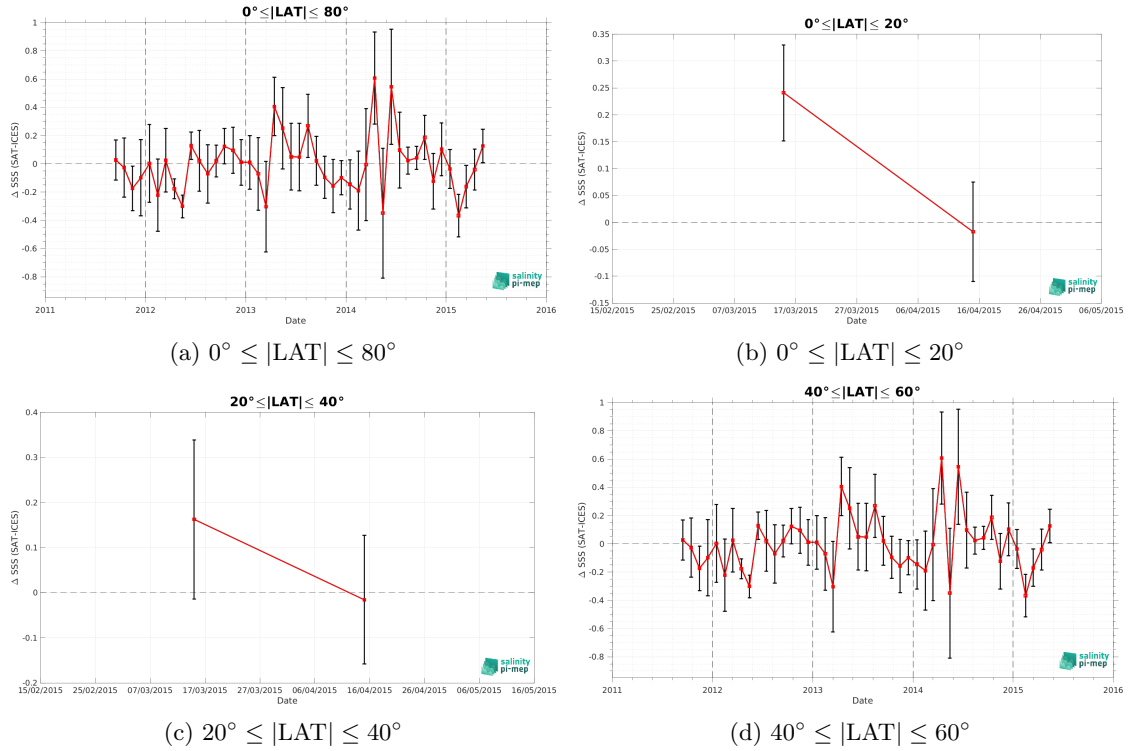 0°≤|LAT|≤ 80°
1
0.8
0.6
0.4
0.2
0
-0.2
-0.4
-0.6
-0.8
Δ SSS (SAT-ICES)
2011 2012 2013 2014 2015 2016
Date
salinity
pi-mep
(a) 0° ≤ |LAT| ≤ 80°
0°≤|LAT|≤ 20°
0.35
0.3
0.25
0.2
0.15
0.1
0.05
0
-0.05
-0.1
-0.15
Δ SSS (SAT-ICES)
15/02/2015 25/02/2015 07/03/2015 17/03/2015 27/03/2015 06/04/2015 16/04/2015 26/04/2015 06/05/2015
Date
salinity
pi-mep
(b) 0° ≤ |LAT| ≤ 20°
20°≤|LAT|≤ 40°
0.4
0.3
0.2
0.1
0
-0.1
-0.2
Δ SSS (SAT-ICES)
15/02/2015 25/02/2015 07/03/2015 17/03/2015 27/03/2015 06/04/2015 16/04/2015 26/04/2015 06/05/2015 16/05/2015
Date
salinity
pi-mep
(c) 20° ≤ |LAT| ≤ 40°
40°≤|LAT|≤ 60°
1
0.8
0.6
0.4
0.2
0
-0.2
-0.4
-0.6
-0.8
Δ SSS (SAT-ICES)
2011 2012 2013 2014 2015 2016
Date
salinity
pi-mep
(d) 40° ≤ |LAT| ≤ 60°